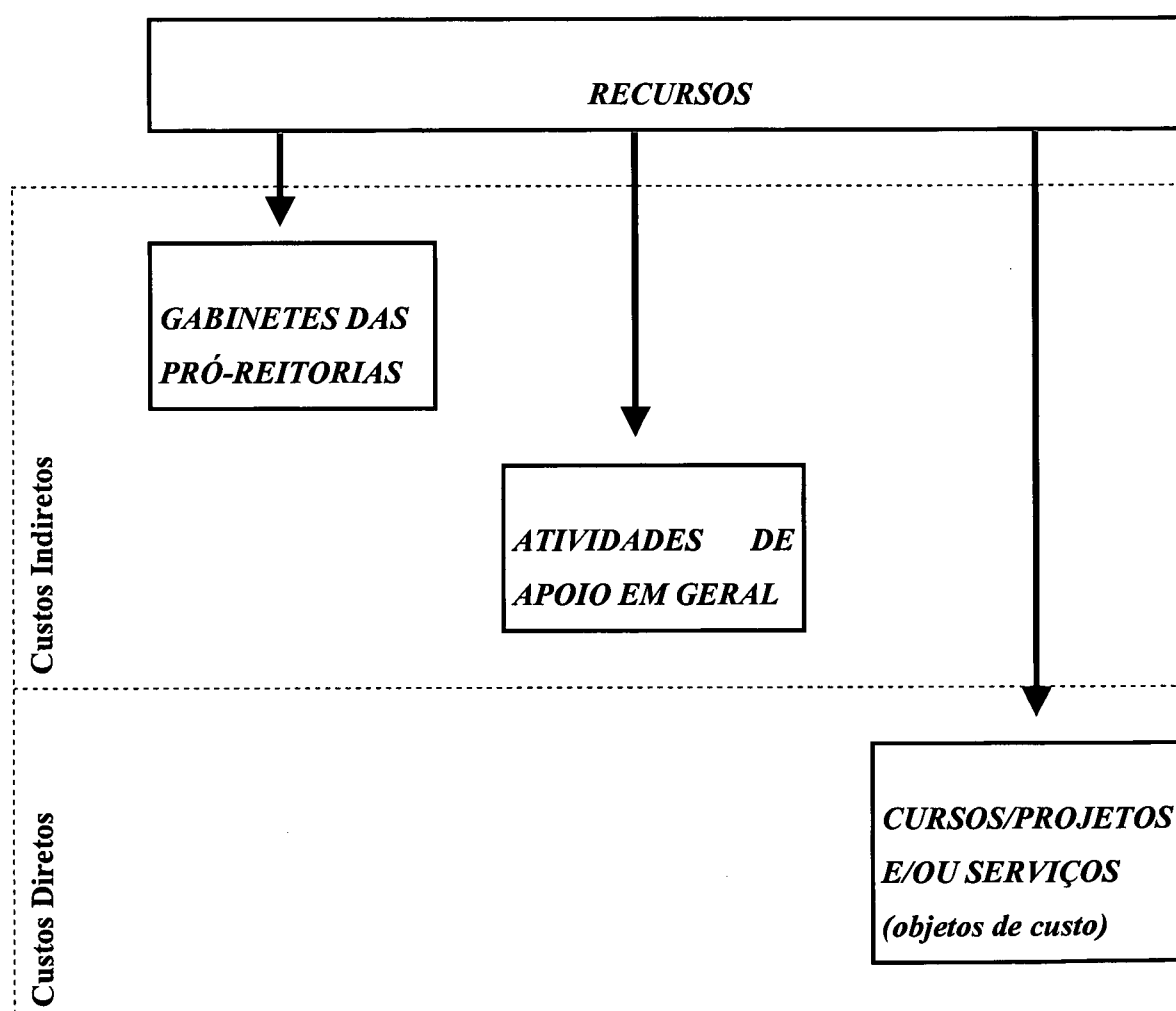 RECURSOS
GABINETES DAS
PRÓ-REITORIAS
Custos Indiretos
ATIVIDADES DE
APOIO EM GERAL
Custos Diretos
CURSOS/PROJETOS
E/OU SERVIÇOS
(objetos de custo)